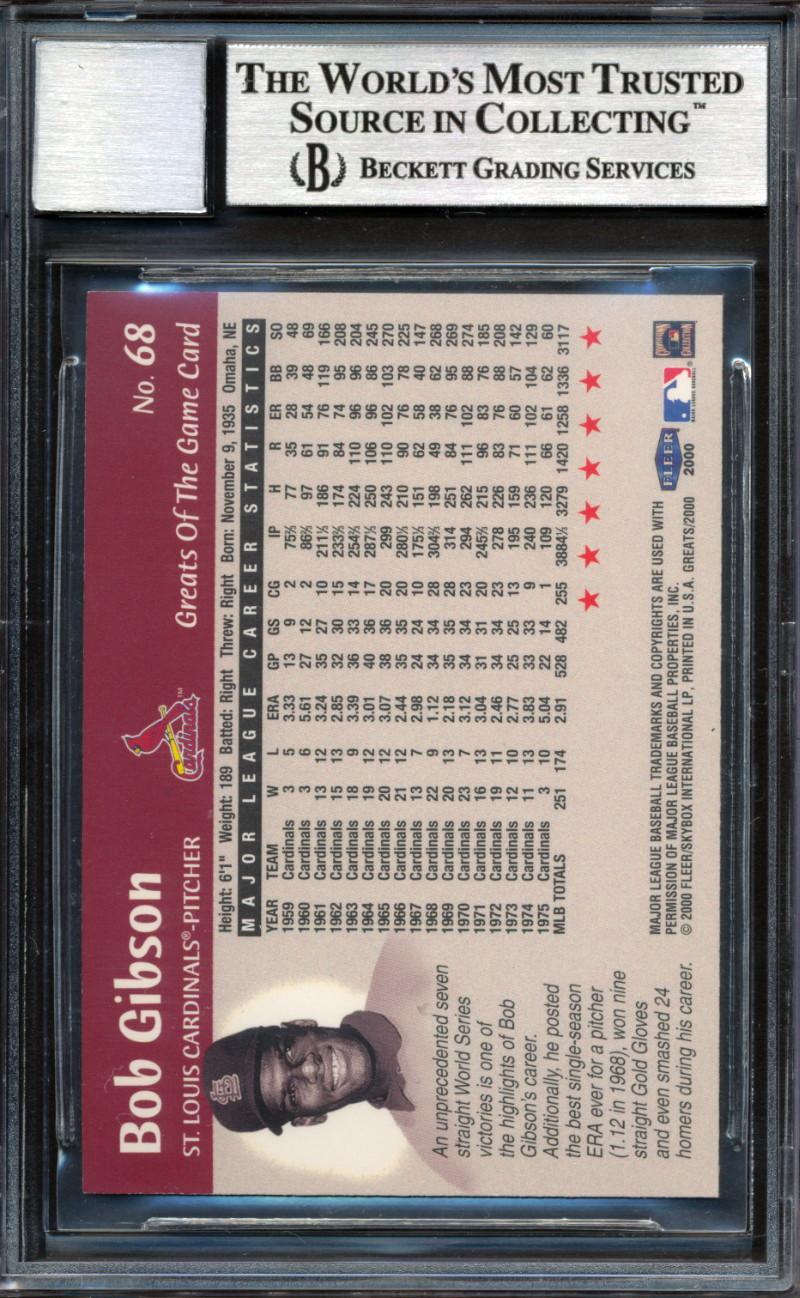 THE WORLD'S MOST TRUSTED
SOURCE IN COLLECTING™
B BECKETT GRADING SERVICES
Bob Gibson
No. 68
ST. LOUIS CARDINALS®-PITCHER
Cardinals™
Greats Of The Game Card
Height: 6'1" Weight: 189 Batted: Right Threw: Right Born: November 9, 1935 Omaha, NE
MAJOR LEAGUE CAREER STATISTICS
YEAR TEAM W L ERA GP GS CG IP H R ER BB SO
1959 Cardinals 3 5 3.33 13 9 2 75⅔ 77 35 28 39 48
1960 Cardinals 3 6 5.61 27 12 2 86⅔ 97 61 54 48 69
1961 Cardinals 13 12 3.24 35 27 10 211⅓ 186 91 76 119 166
1962 Cardinals 15 13 2.85 32 30 15 233⅔ 174 84 74 95 208
1963 Cardinals 18 9 3.39 36 33 14 254⅔ 224 110 96 96 204
1964 Cardinals 19 12 3.01 40 36 17 287⅓ 250 106 96 86 245
1965 Cardinals 20 12 3.07 38 36 20 299 243 110 102 103 270
1966 Cardinals 21 12 2.44 35 35 20 280⅓ 210 90 76 78 225
1967 Cardinals 13 7 2.98 24 24 10 175⅓ 151 62 58 40 147
1968 Cardinals 22 9 1.12 34 34 28 304⅔ 198 49 38 62 268
1969 Cardinals 20 13 2.18 35 35 28 314 251 84 76 95 269
1970 Cardinals 23 7 3.12 34 34 23 294 262 111 102 88 274
1971 Cardinals 16 13 3.04 31 31 20 245⅔ 215 96 83 76 185
1972 Cardinals 19 11 2.46 34 34 23 278 226 83 76 88 208
1973 Cardinals 12 10 2.77 25 25 13 195 159 71 60 57 142
1974 Cardinals 11 13 3.83 33 33 9 240 236 111 102 104 129
1975 Cardinals 3 10 5.04 22 14 1 109 120 66 61 62 60
MLB TOTALS 251 174 2.91 528 482 255 3884⅓ 3279 1420 1258 1336 3117
An unprecedented seven
straight World Series
victories is one of
the highlights of Bob
Gibson's career.
Additionally, he posted
the best single-season
ERA ever for a pitcher
(1.12 in 1968), won nine
straight Gold Gloves
and even smashed 24
homers during his career.
MAJOR LEAGUE BASEBALL TRADEMARKS AND COPYRIGHTS ARE USED WITH
PERMISSION OF MAJOR LEAGUE BASEBALL PROPERTIES, INC.
© 2000 FLEER/SKYBOX INTERNATIONAL LP, PRINTED IN U.S.A. GREATS/2000
FLEER
2000